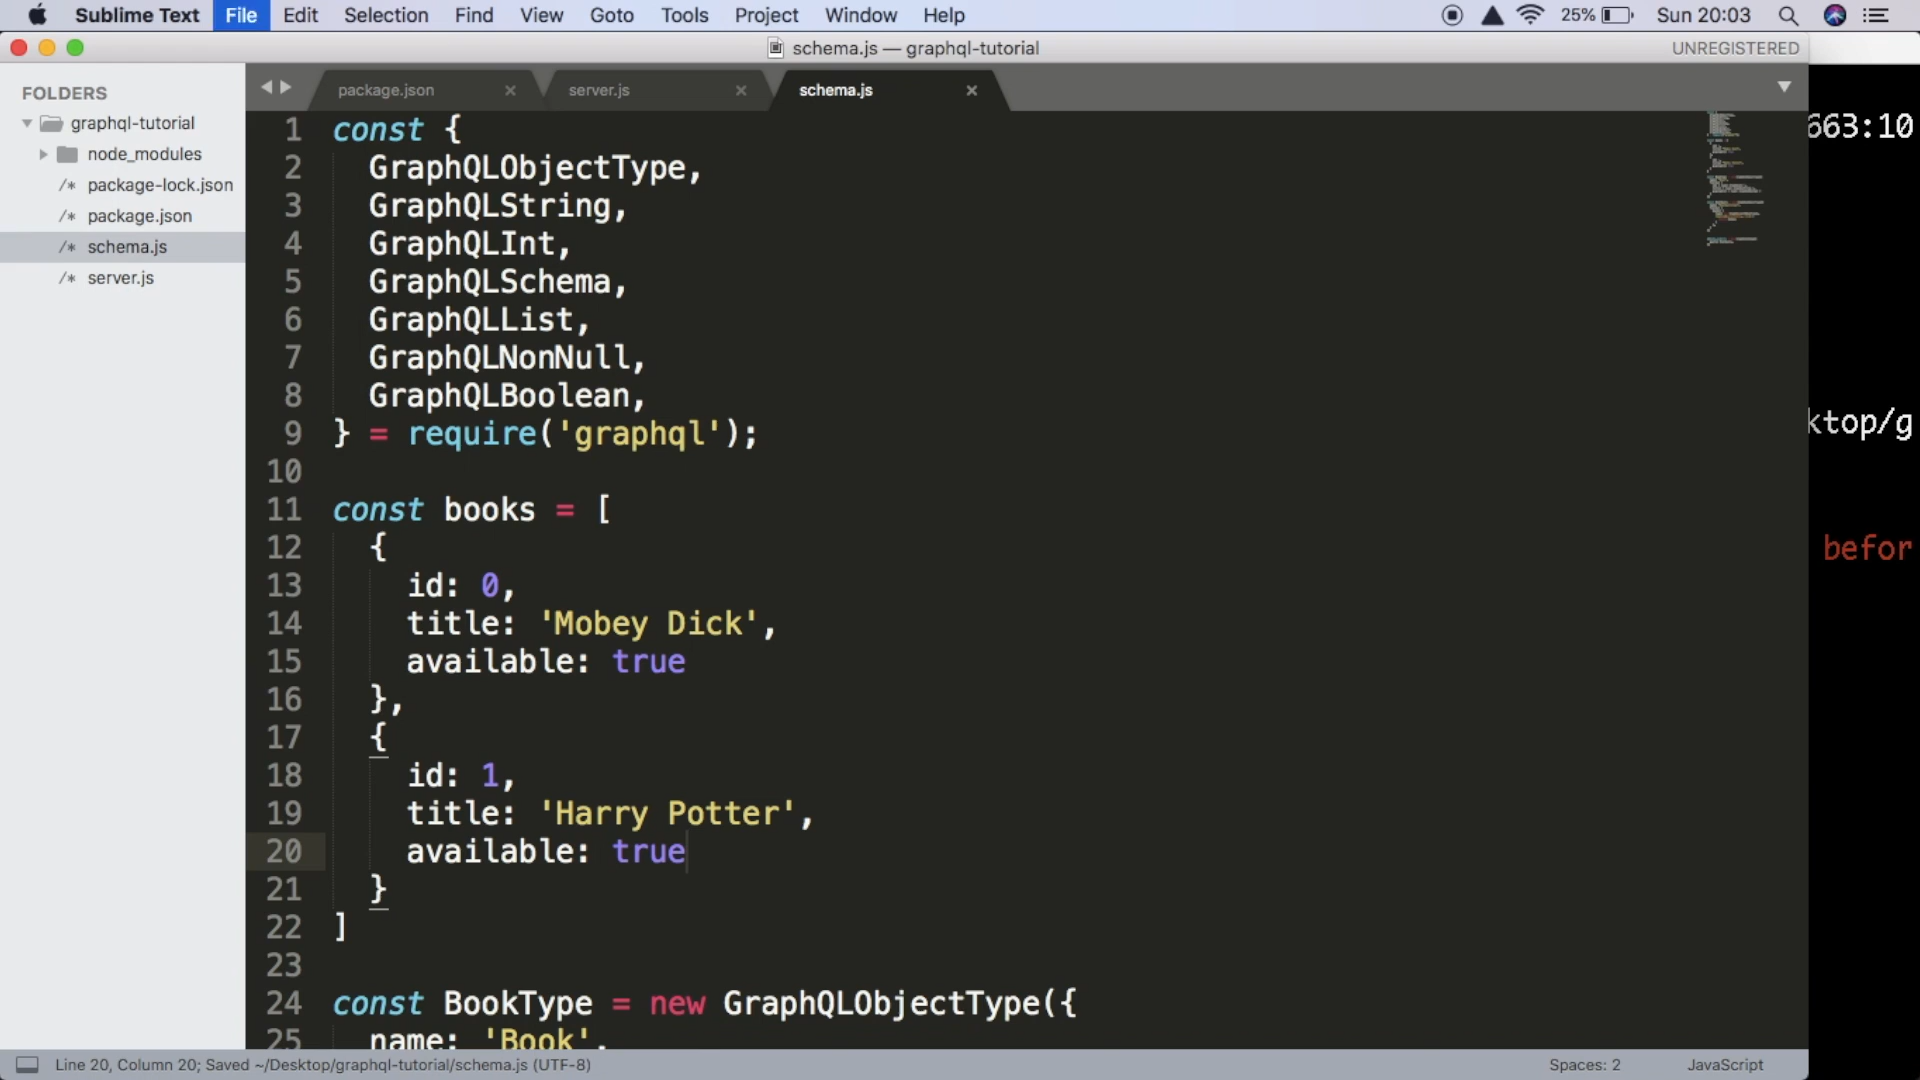 Sublime Text File Edit Selection Find View Goto Tools Project Window Help 25% Sun 20:03
schema.js — graphql-tutorial UNREGISTERED
FOLDERS
graphql-tutorial
node_modules
/* package-lock.json
/* package.json
/* schema.js
/* server.js
package.json × server.js × schema.js ×
1 const {
2 GraphQLObjectType,
3 GraphQLString,
4 GraphQLInt,
5 GraphQLSchema,
6 GraphQLList,
7 GraphQLNonNull,
8 GraphQLBoolean,
9 } = require('graphql');
10
11 const books = [
12 {
13 id: 0,
14 title: 'Mobey Dick',
15 available: true
16 },
17 {
18 id: 1,
19 title: 'Harry Potter',
20 available: true
21 }
22 ]
23
24 const BookType = new GraphQLObjectType({
25 name: 'Book',
663:10
ktop/g
befor
Line 20, Column 20; Saved ~/Desktop/graphql-tutorial/schema.js (UTF-8) Spaces: 2 JavaScript